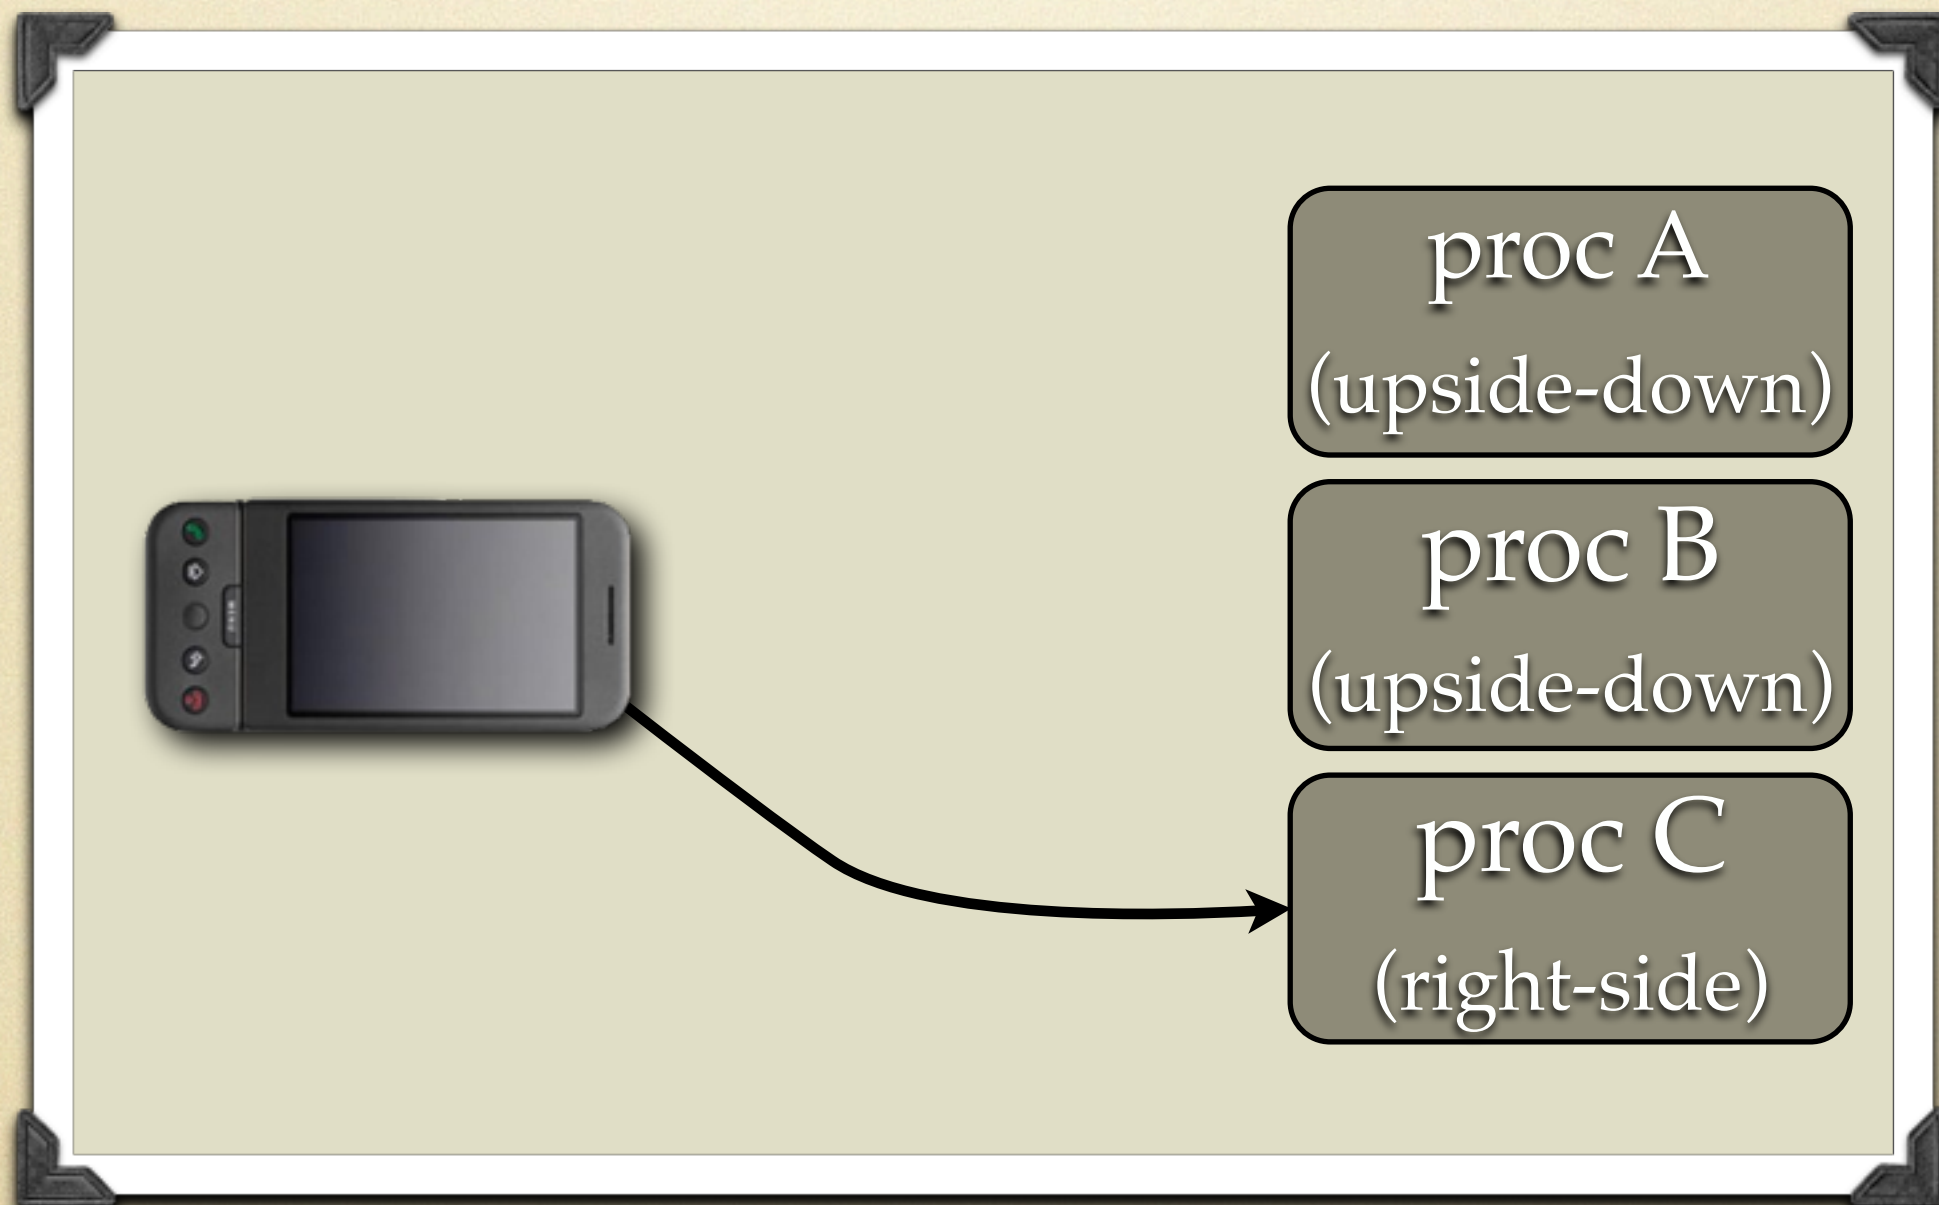 proc A
(upside-down)
proc B
(upside-down)
proc C
(right-side)